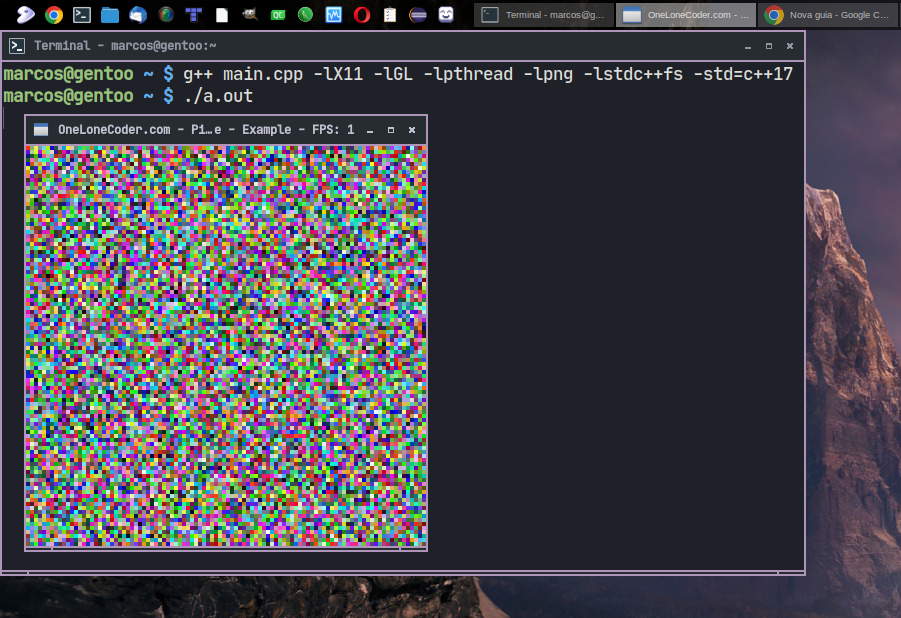 Terminal - marcos@g...
OneLoneCoder.com - ...
Nova guia - Google C...
Terminal - marcos@gentoo:~
marcos@gentoo ~ $ g++ main.cpp -lX11 -lGL -lpthread -lpng -lstdc++fs -std=c++17
marcos@gentoo ~ $ ./a.out
OneLoneCoder.com - Pi…e - Example - FPS: 1